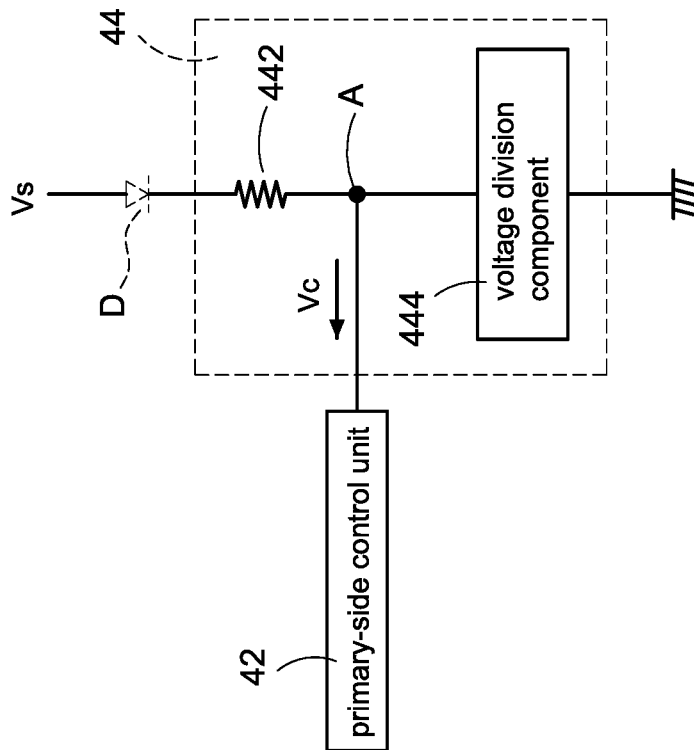 44
442
A
Vs
D
Vc
444
voltage division
component
42
primary-side control unit